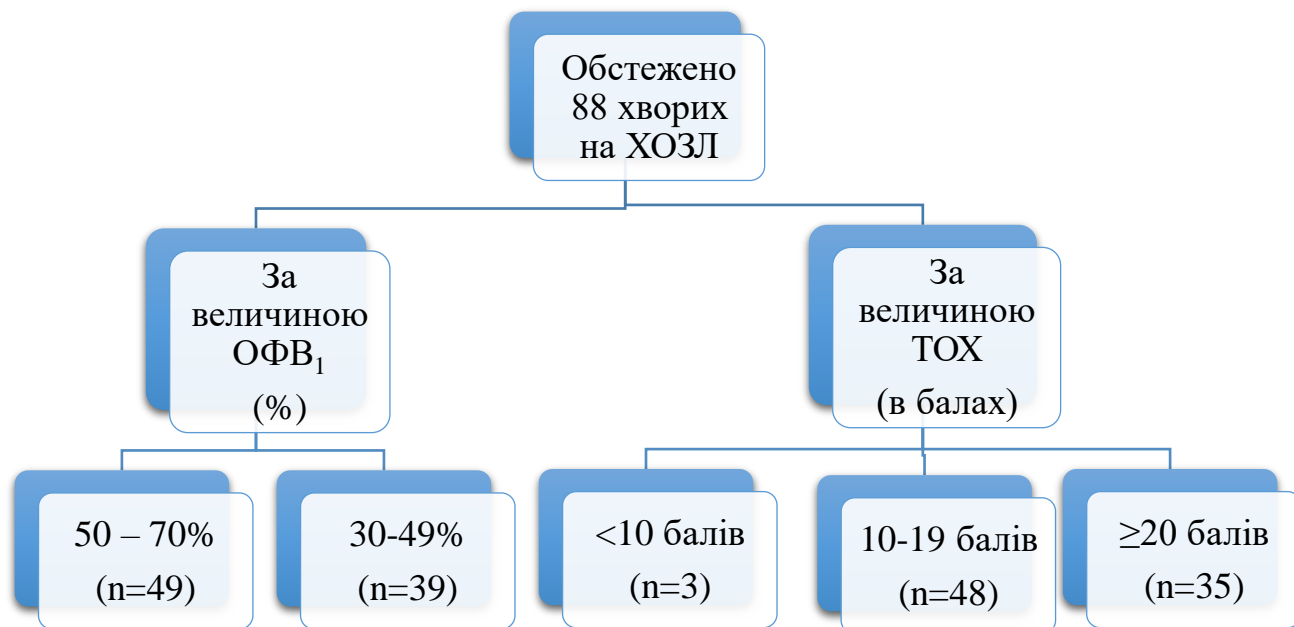 Обстежено
88 хворих
на ХОЗЛ
За
величиною
ОФВ₁
(%)
За
величиною
ТОХ
(в балах)
50 – 70%
(n=49)
30-49%
(n=39)
<10 балів
(n=3)
10-19 балів
(n=48)
≥20 балів
(n=35)